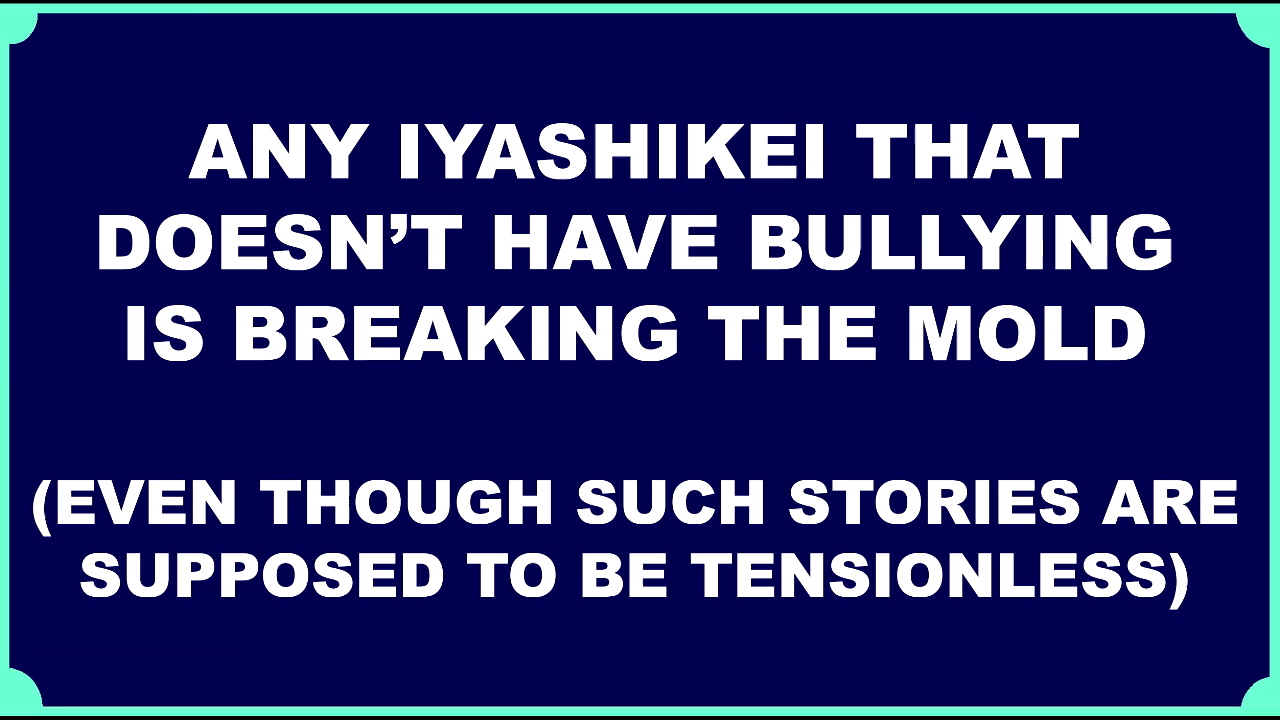 ANY IYASHIKEI THAT
DOESN’T HAVE BULLYING
IS BREAKING THE MOLD
(EVEN THOUGH SUCH STORIES ARE
SUPPOSED TO BE TENSIONLESS)